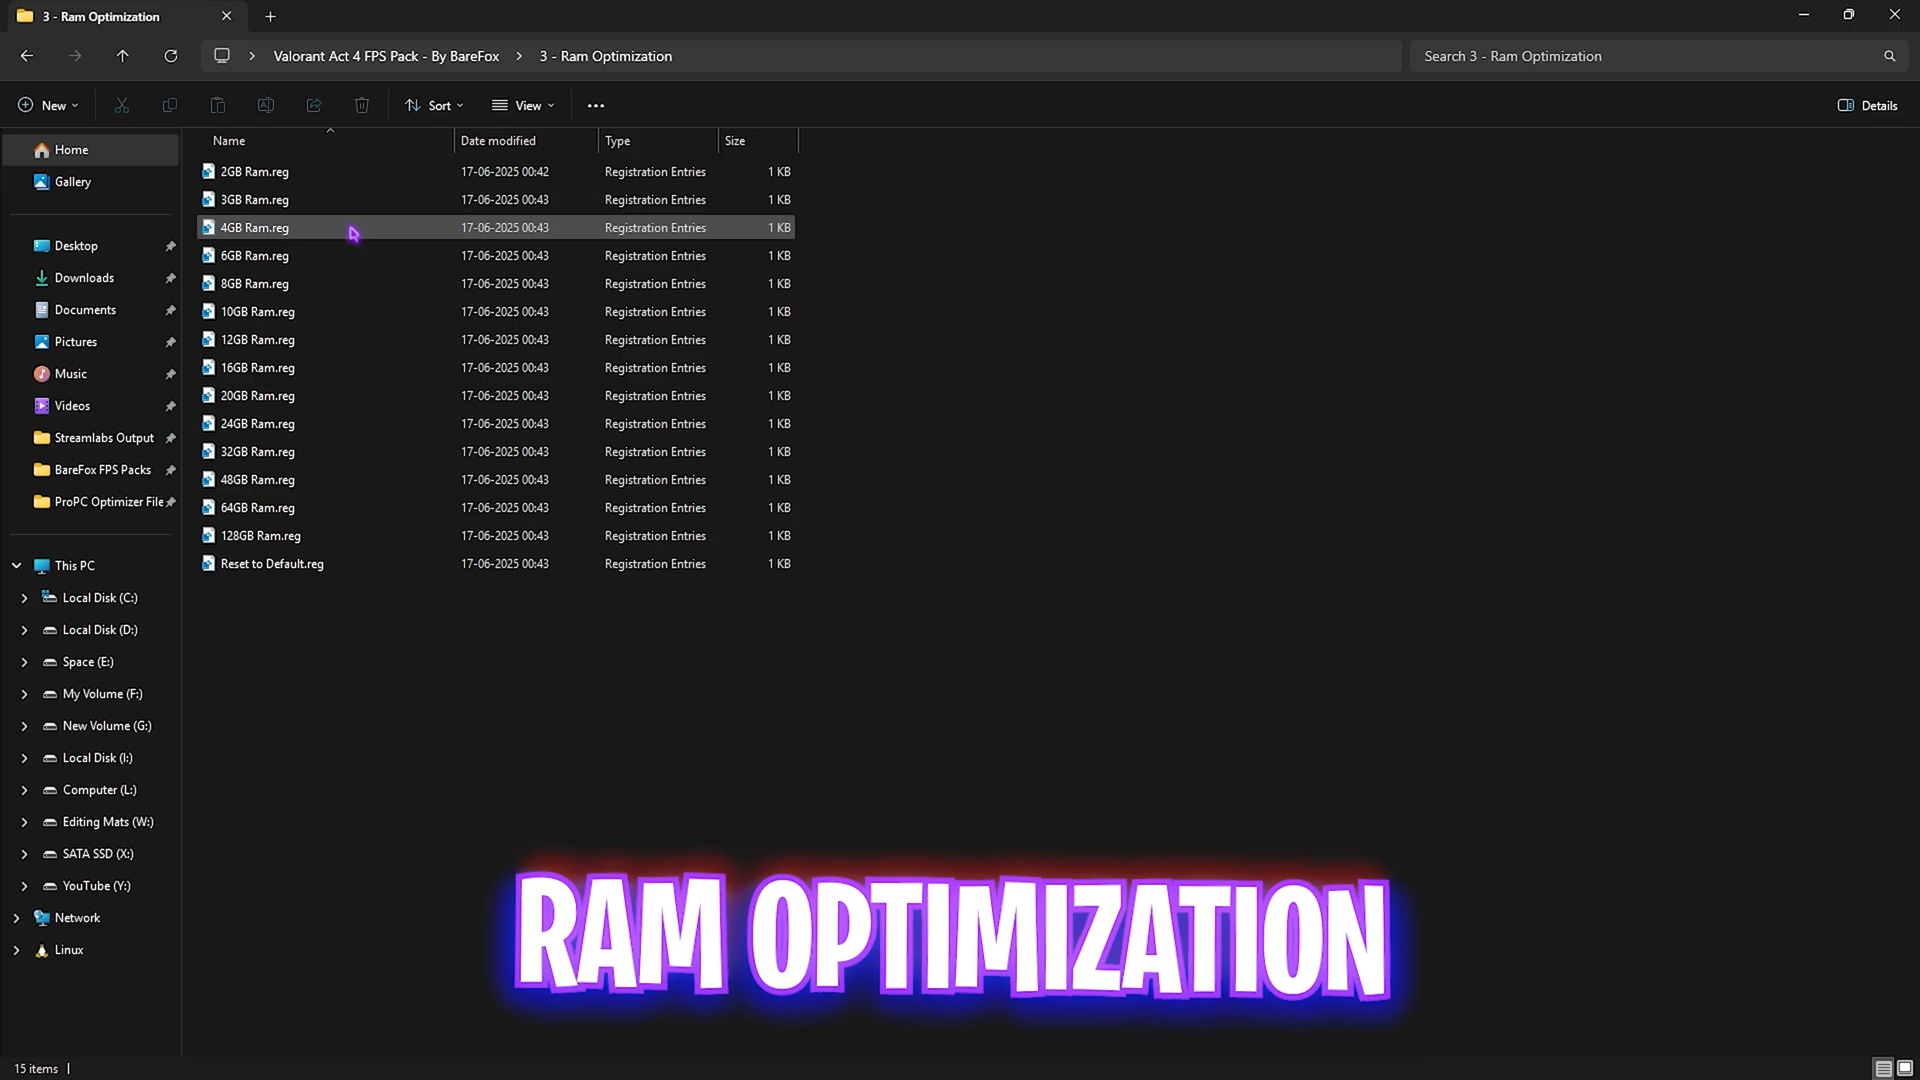 3 - Ram Optimization
Valorant Act 4 FPS Pack - By BareFox
3 - Ram Optimization
Search 3 - Ram Optimization
New
Sort
View
Details
Name
Date modified
Type
Size
Home
Gallery
Desktop
Downloads
Documents
Pictures
Music
Videos
Streamlabs Output
BareFox FPS Packs
ProPC Optimizer File
This PC
Local Disk (C:)
Local Disk (D:)
Space (E:)
My Volume (F:)
New Volume (G:)
Local Disk (I:)
Computer (L:)
Editing Mats (W:)
SATA SSD (X:)
YouTube (Y:)
Network
Linux
2GB Ram.reg 17-06-2025 00:42 Registration Entries 1 KB
3GB Ram.reg 17-06-2025 00:43 Registration Entries 1 KB
4GB Ram.reg 17-06-2025 00:43 Registration Entries 1 KB
6GB Ram.reg 17-06-2025 00:43 Registration Entries 1 KB
8GB Ram.reg 17-06-2025 00:43 Registration Entries 1 KB
10GB Ram.reg 17-06-2025 00:43 Registration Entries 1 KB
12GB Ram.reg 17-06-2025 00:43 Registration Entries 1 KB
16GB Ram.reg 17-06-2025 00:43 Registration Entries 1 KB
20GB Ram.reg 17-06-2025 00:43 Registration Entries 1 KB
24GB Ram.reg 17-06-2025 00:43 Registration Entries 1 KB
32GB Ram.reg 17-06-2025 00:43 Registration Entries 1 KB
48GB Ram.reg 17-06-2025 00:43 Registration Entries 1 KB
64GB Ram.reg 17-06-2025 00:43 Registration Entries 1 KB
128GB Ram.reg 17-06-2025 00:43 Registration Entries 1 KB
Reset to Default.reg 17-06-2025 00:43 Registration Entries 1 KB
RAM OPTIMIZATION
15 items